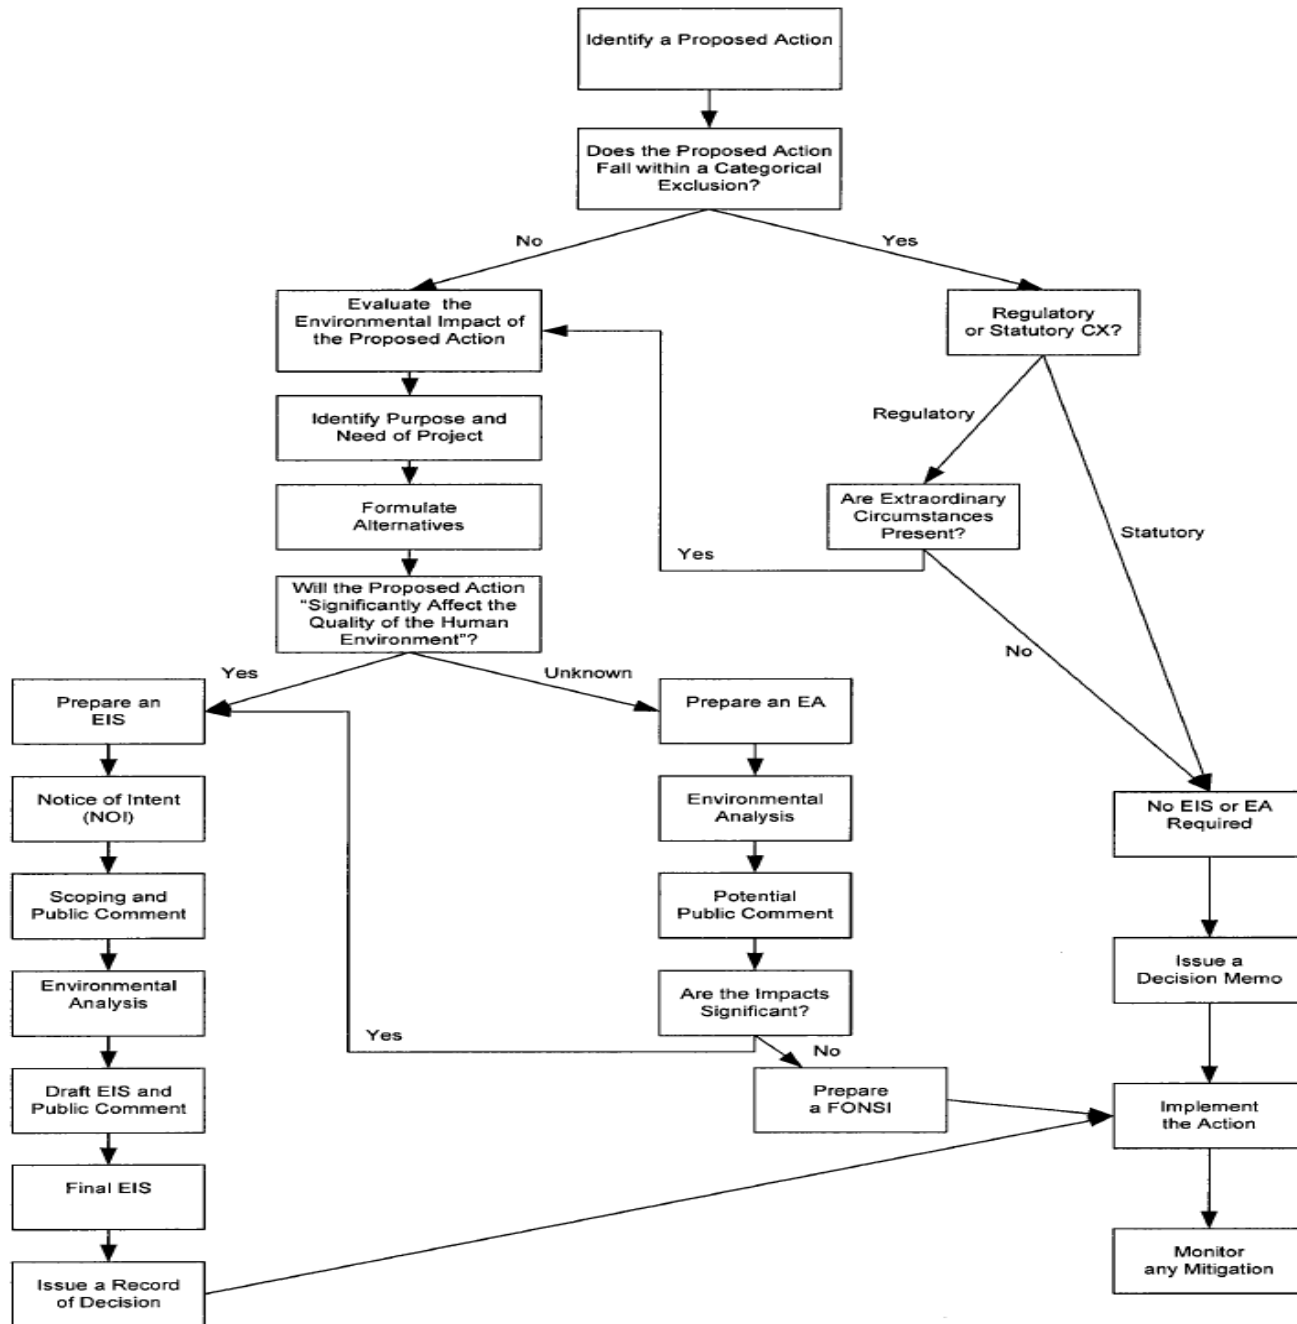 Identify a Proposed Action
Does the Proposed Action
Fall within a Categorical
Exclusion?
No
Yes
Evaluate the
Environmental Impact of
the Proposed Action
Regulatory
or Statutory CX?
Identify Purpose and
Need of Project
Regulatory
Formulate
Alternatives
Are Extraordinary
Circumstances
Present?
Statutory
Yes
Will the Proposed Action
"Significantly Affect the
Quality of the Human
Environment"?
No
Yes
Unknown
Prepare an
EIS
Prepare an EA
Notice of Intent
(NOI)
Environmental
Analysis
No EIS or EA
Required
Scoping and
Public Comment
Potential
Public Comment
Issue a
Decision Memo
Environmental
Analysis
Are the Impacts
Significant?
Yes
No
Draft EIS and
Public Comment
Prepare
a FONSI
Implement
the Action
Final EIS
Monitor
any Mitigation
Issue a Record
of Decision